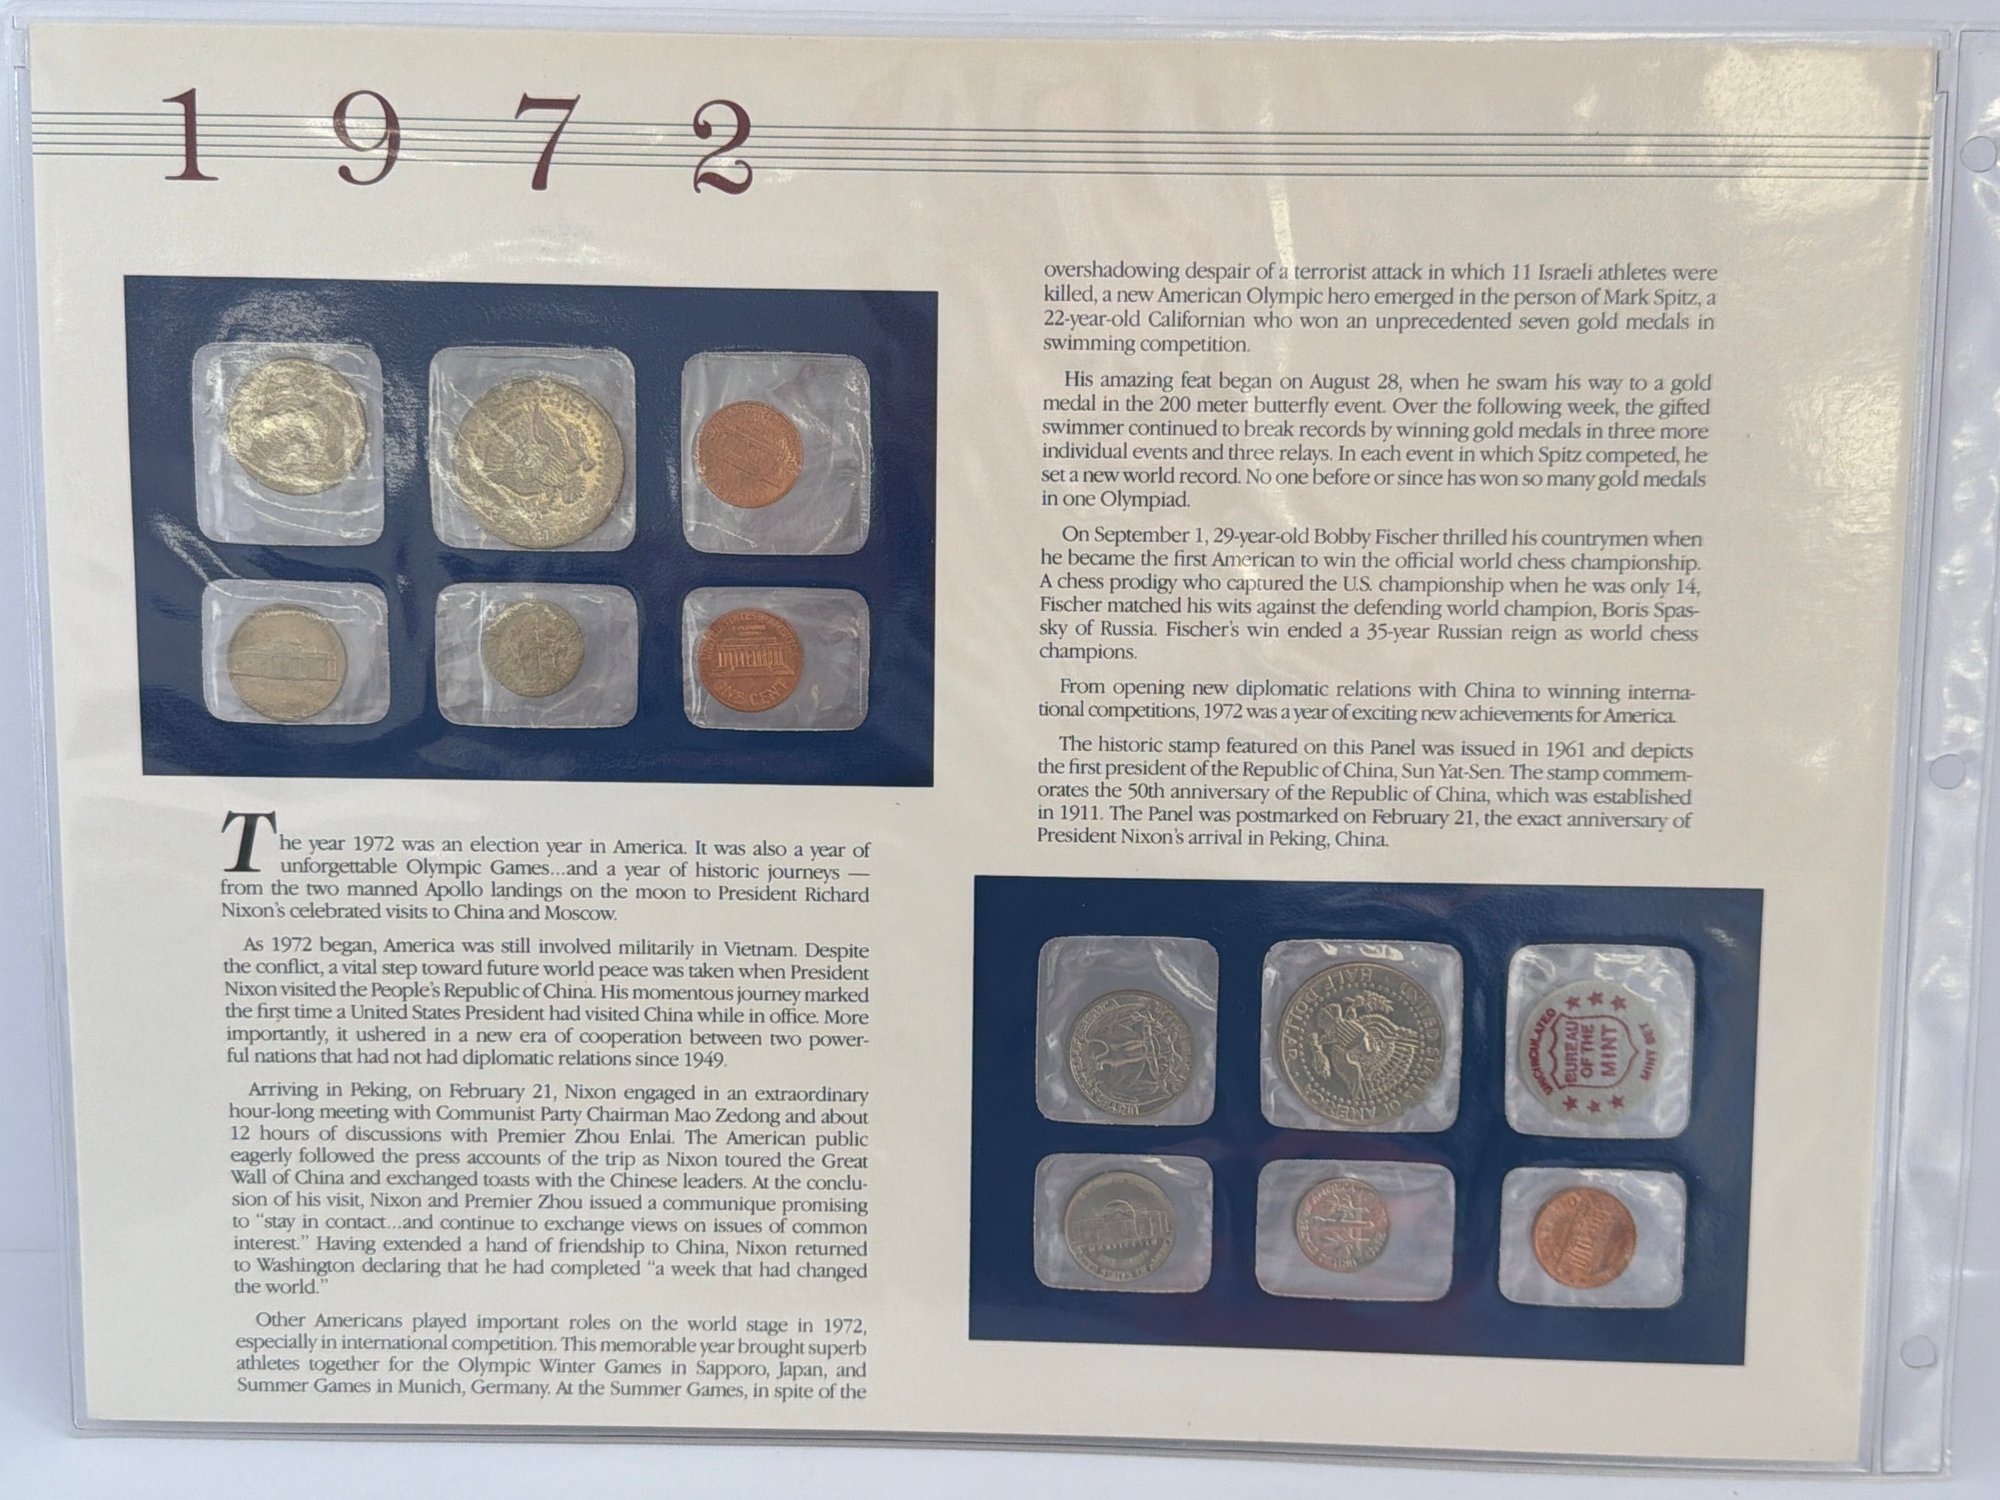 1972
The year 1972 was an election year in America. It was also a year of
unforgettable Olympic Games...and a year of historic journeys —
from the two manned Apollo landings on the moon to President Richard
Nixon's celebrated visits to China and Moscow.
As 1972 began, America was still involved militarily in Vietnam. Despite
the conflict, a vital step toward future world peace was taken when President
Nixon visited the People's Republic of China. His momentous journey marked
the first time a United States President had visited China while in office. More
importantly, it ushered in a new era of cooperation between two power-
ful nations that had not had diplomatic relations since 1949.
Arriving in Peking, on February 21, Nixon engaged in an extraordinary
hour-long meeting with Communist Party Chairman Mao Zedong and about
12 hours of discussions with Premier Zhou Enlai. The American public
eagerly followed the press accounts of the trip as Nixon toured the Great
Wall of China and exchanged toasts with the Chinese leaders. At the conclu-
sion of his visit, Nixon and Premier Zhou issued a communique promising
to "stay in contact...and continue to exchange views on issues of common
interest." Having extended a hand of friendship to China, Nixon returned
to Washington declaring that he had completed "a week that had changed
the world."
Other Americans played important roles on the world stage in 1972,
especially in international competition. This memorable year brought superb
athletes together for the Olympic Winter Games in Sapporo, Japan, and
Summer Games in Munich, Germany. At the Summer Games, in spite of the
overshadowing despair of a terrorist attack in which 11 Israeli athletes were
killed, a new American Olympic hero emerged in the person of Mark Spitz, a
22-year-old Californian who won an unprecedented seven gold medals in
swimming competition.
His amazing feat began on August 28, when he swam his way to a gold
medal in the 200 meter butterfly event. Over the following week, the gifted
swimmer continued to break records by winning gold medals in three more
individual events and three relays. In each event in which Spitz competed, he
set a new world record. No one before or since has won so many gold medals
in one Olympiad.
On September 1, 29-year-old Bobby Fischer thrilled his countrymen when
he became the first American to win the official world chess championship.
A chess prodigy who captured the U.S. championship when he was only 14,
Fischer matched his wits against the defending world champion, Boris Spas-
sky of Russia. Fischer's win ended a 35-year Russian reign as world chess
champions.
From opening new diplomatic relations with China to winning interna-
tional competitions, 1972 was a year of exciting new achievements for America.
The historic stamp featured on this Panel was issued in 1961 and depicts
the first president of the Republic of China, Sun Yat-Sen. The stamp commem-
orates the 50th anniversary of the Republic of China, which was established
in 1911. The Panel was postmarked on February 21, the exact anniversary of
President Nixon's arrival in Peking, China.
ONE CENT
UNITED STATES OF AMERICA
HALF DOLLAR
UNCIRCULATED
BUREAU
OF THE
MINT
MINT SET